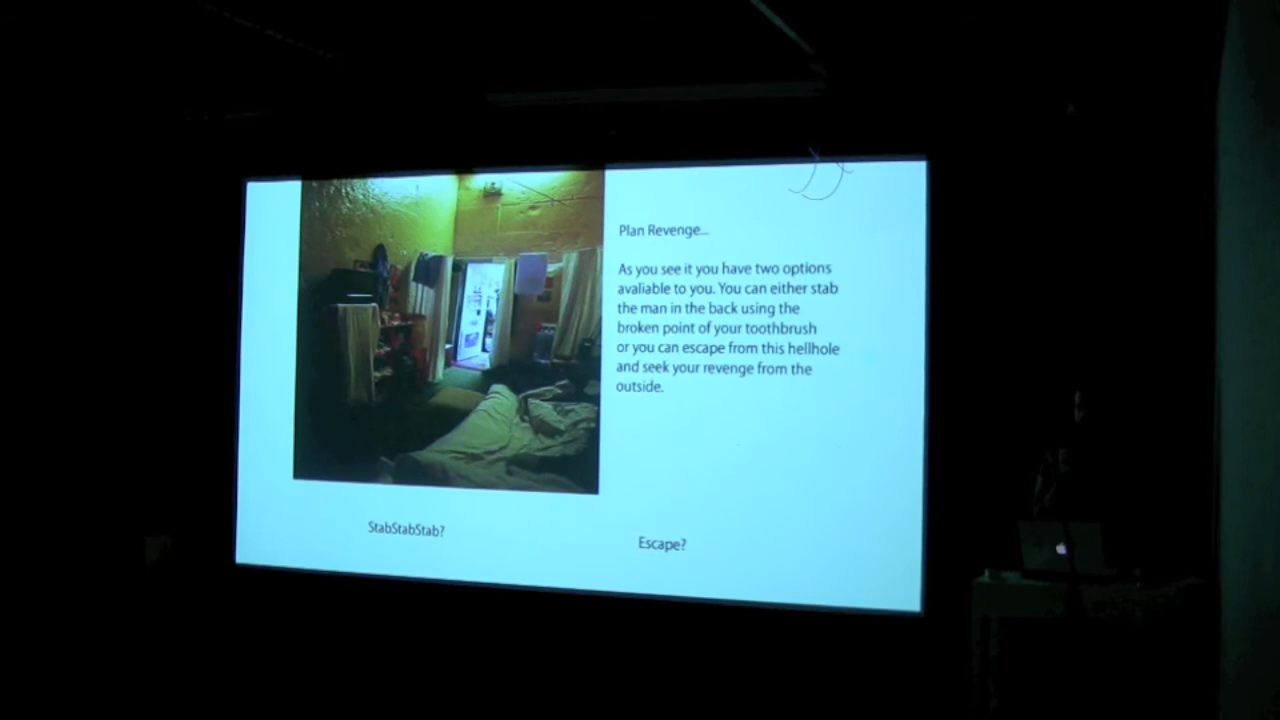 Plan Revenge...
As you see it you have two options
avaliable to you. You can either stab
the man in the back using the
broken point of your toothbrush
or you can escape from this hellhole
and seek your revenge from the
outside.
StabStabStab?
Escape?